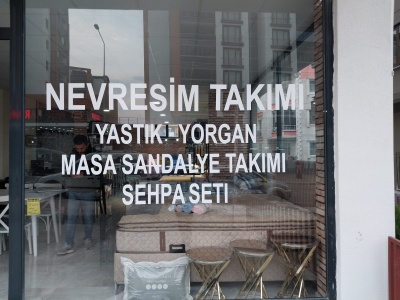 NEVRESİM TAKIMI
YASTIK - YORGAN
MASA SANDALYE TAKIMI
SEHPA SETİ